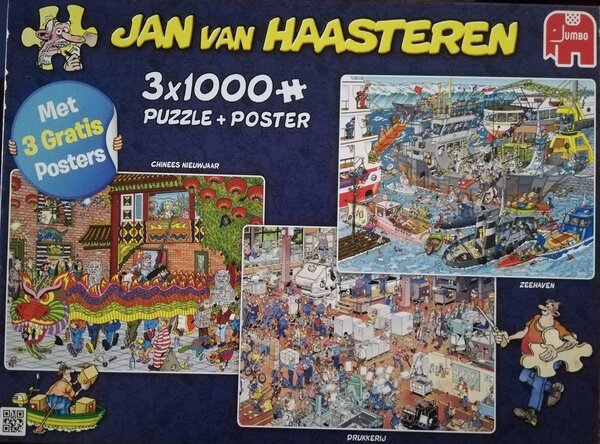 JAN VAN HAASTEREN
Jumbo
3x1000
PUZZLE + POSTER
Met
3 Gratis
Posters
CHINEES NIEUWJAAR
ZEEHAVEN
DRUKKERIJ